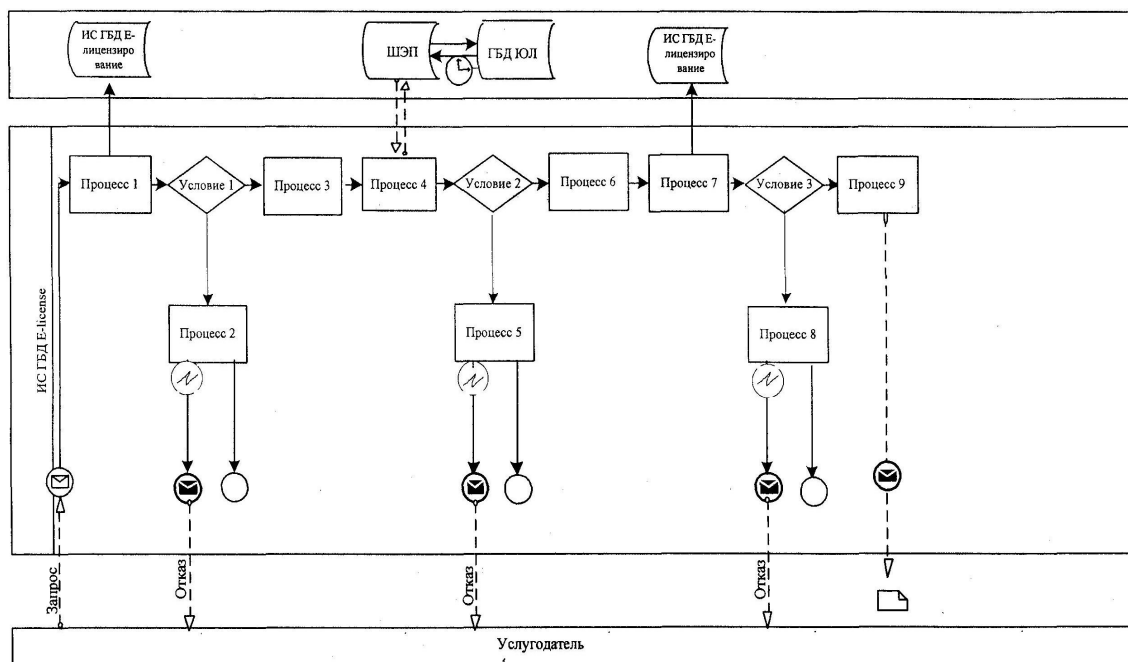 ИС ГБД Е-
лицензиро
вание
ШЭП
ГБД ЮЛ
ИС ГБД Е-
лицензиро
вание
ИС ГБД E-license
Процесс 1
Условие 1
Процесс 3
Процесс 4
Условие 2
Процесс 6
Процесс 7
Условие 3
Процесс 9
Процесс 2
Процесс 5
Процесс 8
Запрос
Отказ
Отказ
Отказ
Услугодатель